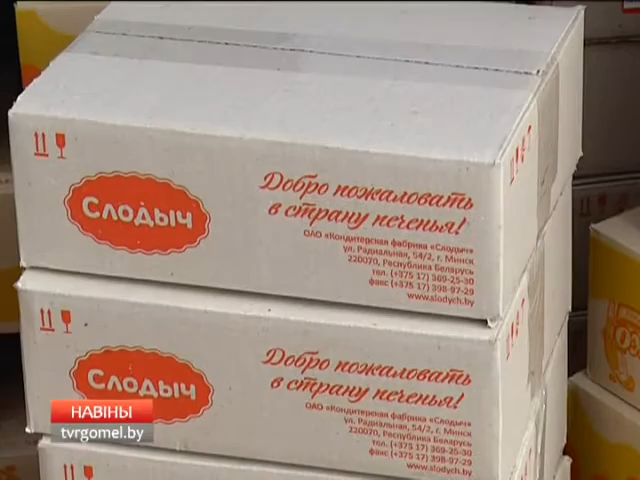 Слодыч
Добро пожаловать
в страну печенья!
ОАО «Кондитерская фабрика «Слодыч»
ул. Радиальная, 54/2, г. Минск
220070, Республика Беларусь
тел. (+375 17) 369-25-30
факс (+375 17) 398-97-29
www.slodych.by
Слодыч
Добро пожаловать
в страну печенья!
ОАО «Кондитерская фабрика «Слодыч»
ул. Радиальная, 54/2, г. Минск
220070, Республика Беларусь
тел. (+375 17) 369-25-30
факс (+375 17) 398-97-29
www.slodych.by
НАВІНЫ
tvrgomel.by